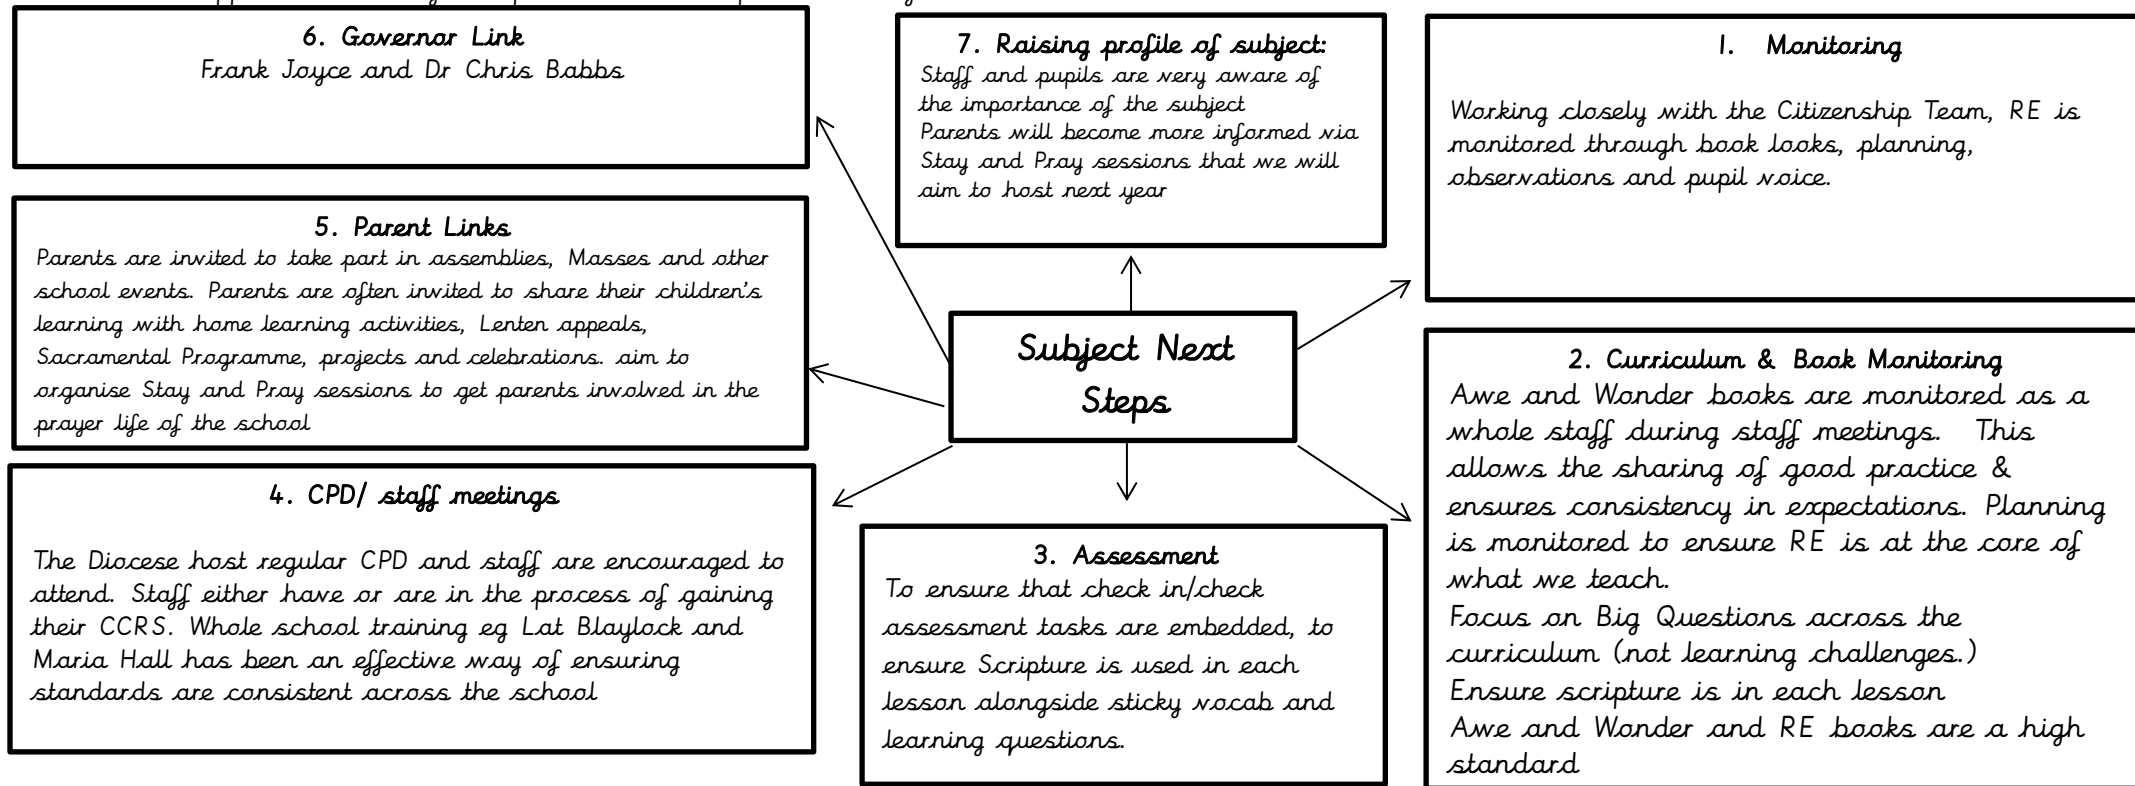 6. Governor Link
Frank Joyce and Dr Chris Babbs
7. Raising profile of subject:
Staff and pupils are very aware of
the importance of the subject
Parents will become more informed via
Stay and Pray sessions that we will
aim to host next year
1. Monitoring
Working closely with the Citizenship Team, RE is
monitored through book looks, planning,
observations and pupil voice.
5. Parent Links
Parents are invited to take part in assemblies, Masses and other
school events. Parents are often invited to share their children's
learning with home learning activities, Lenten appeals,
Sacramental Programme, projects and celebrations. aim to
organise Stay and Pray sessions to get parents involved in the
prayer life of the school
Subject Next
Steps
2. Curriculum & Book Monitoring
Awe and Wonder books are monitored as a
whole staff during staff meetings. This
allows the sharing of good practice &
ensures consistency in expectations. Planning
is monitored to ensure RE is at the core of
what we teach.
Focus on Big Questions across the
curriculum (not learning challenges.)
Ensure scripture is in each lesson
Awe and Wonder and RE books are a high
standard
4. CPD/ staff meetings
The Diocese host regular CPD and staff are encouraged to
attend. Staff either have or are in the process of gaining
their CCRS. Whole school training eg Lat Blaylock and
Maria Hall has been an effective way of ensuring
standards are consistent across the school
3. Assessment
To ensure that check in/check
assessment tasks are embedded, to
ensure Scripture is used in each
lesson alongside sticky vocab and
learning questions.